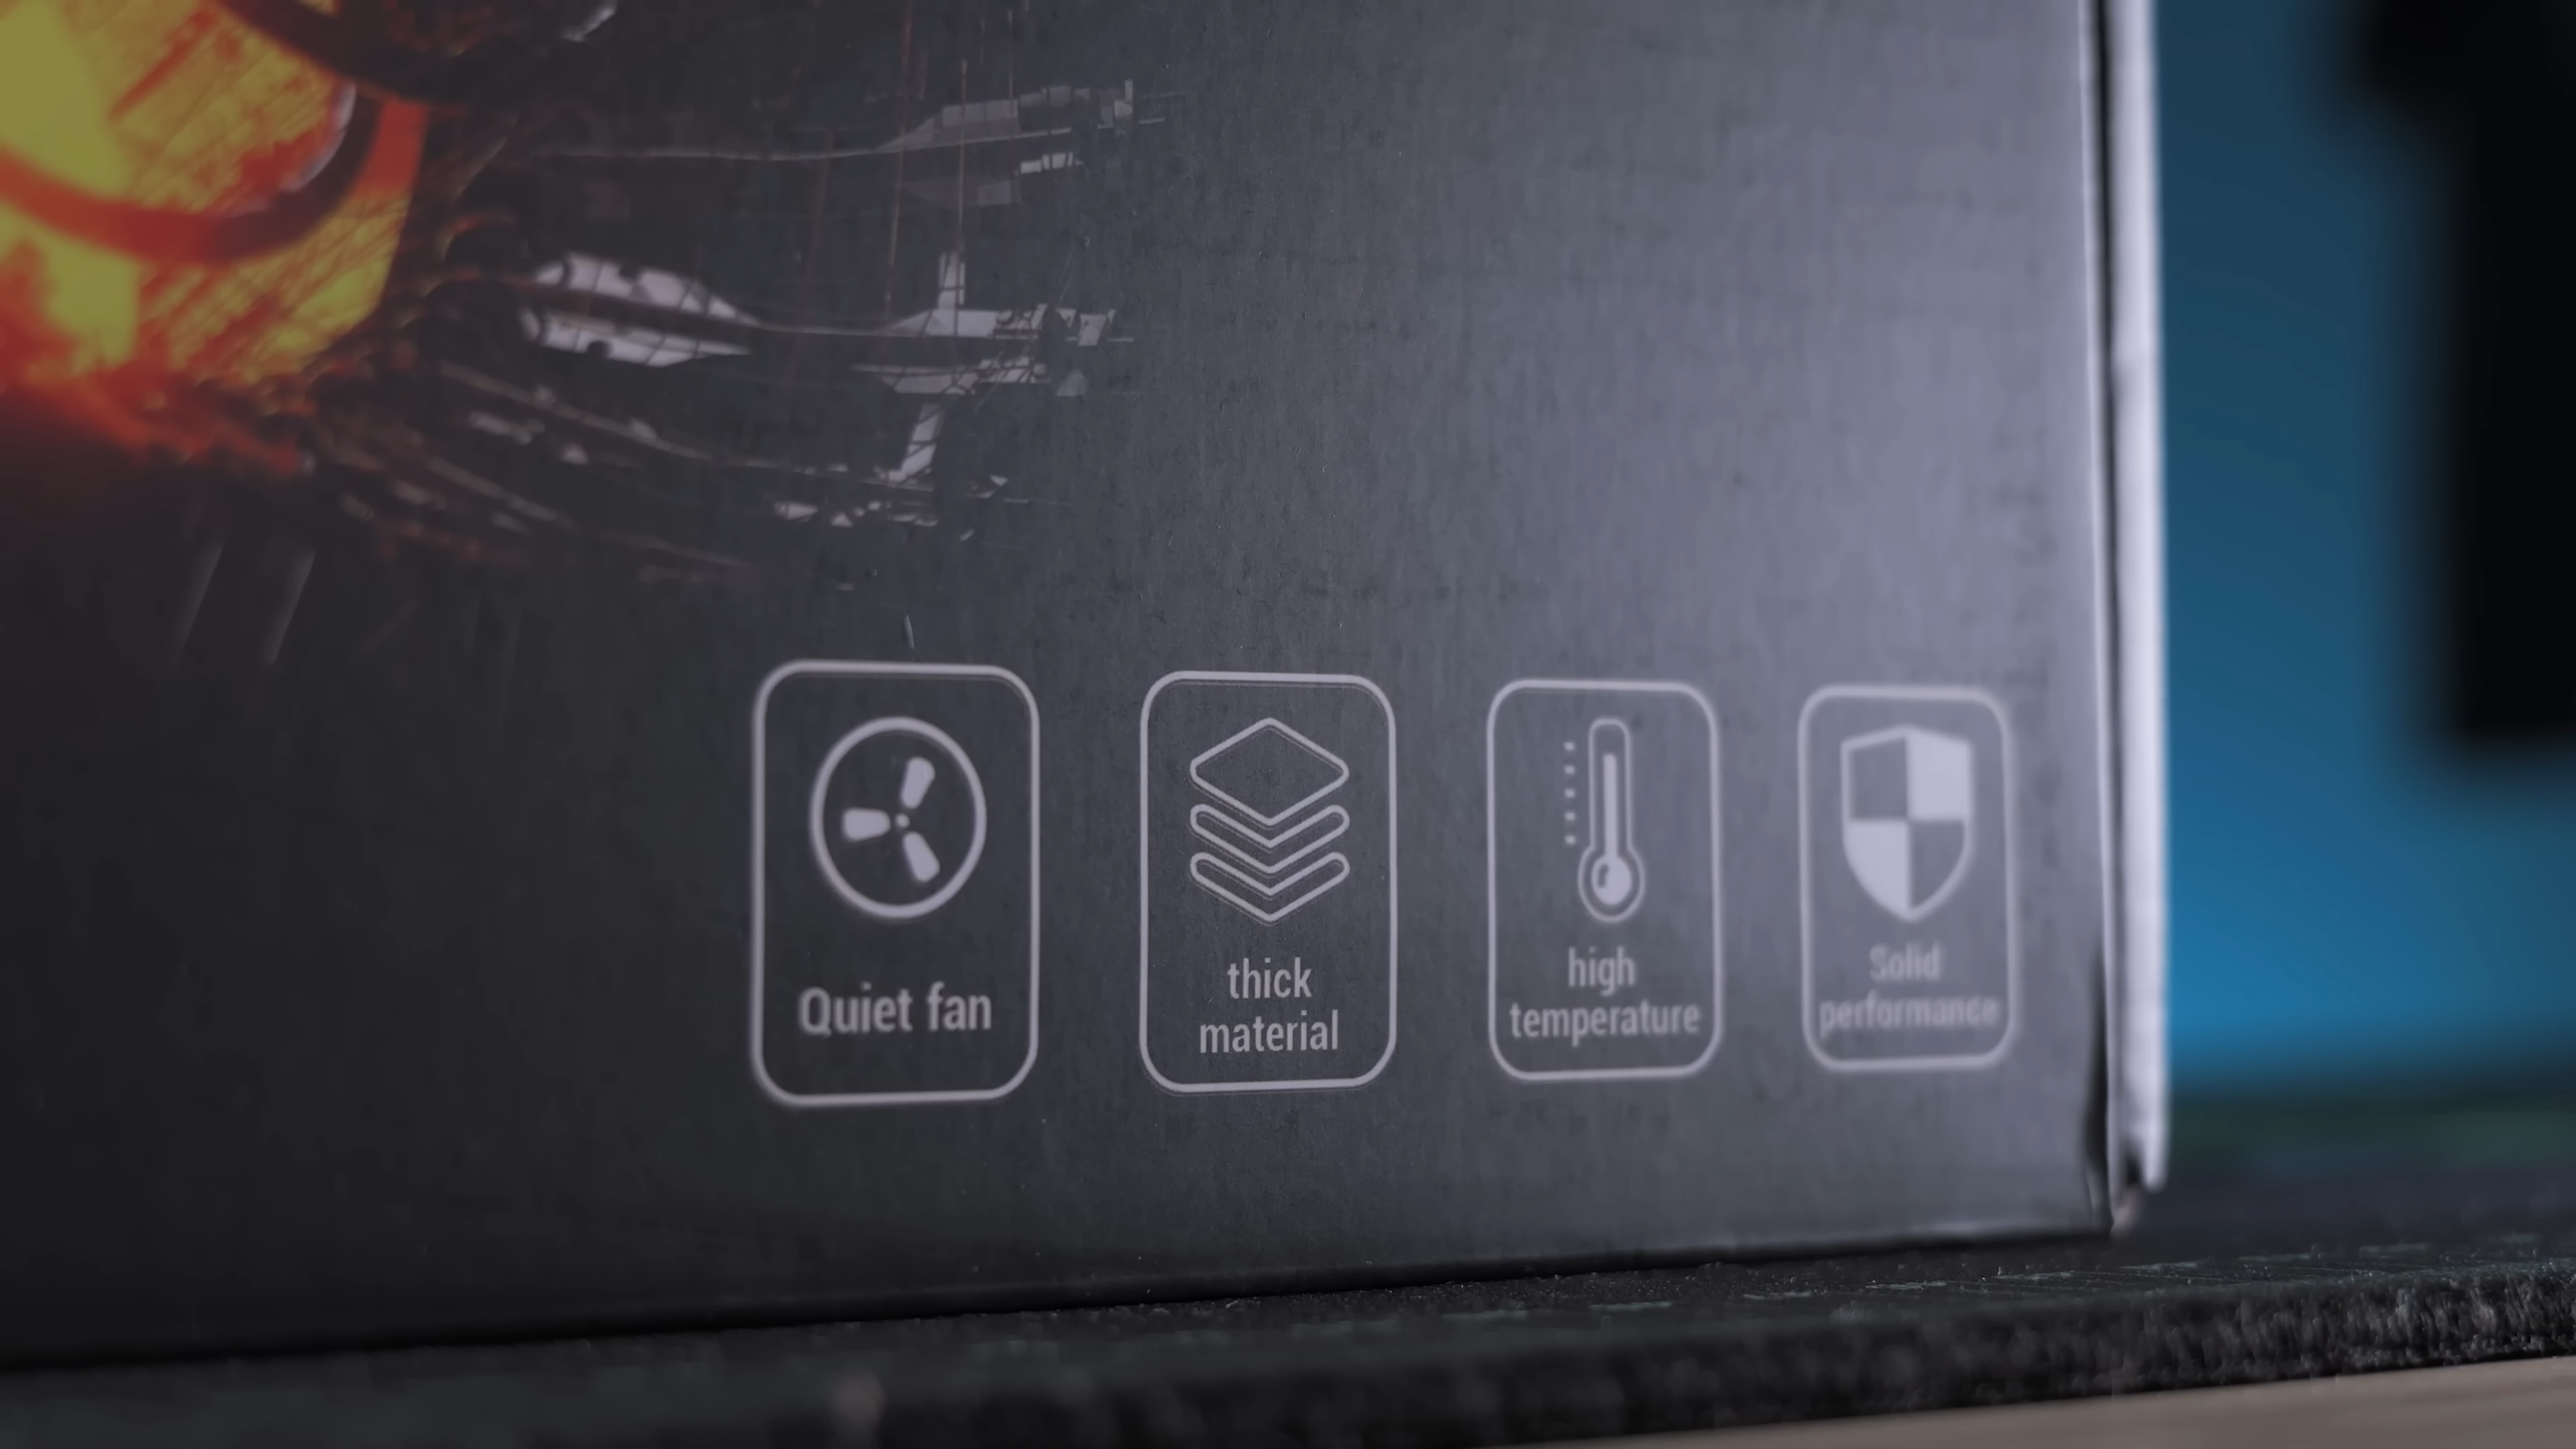 Quiet fan
thick
material
high
temperature
Solid
performance